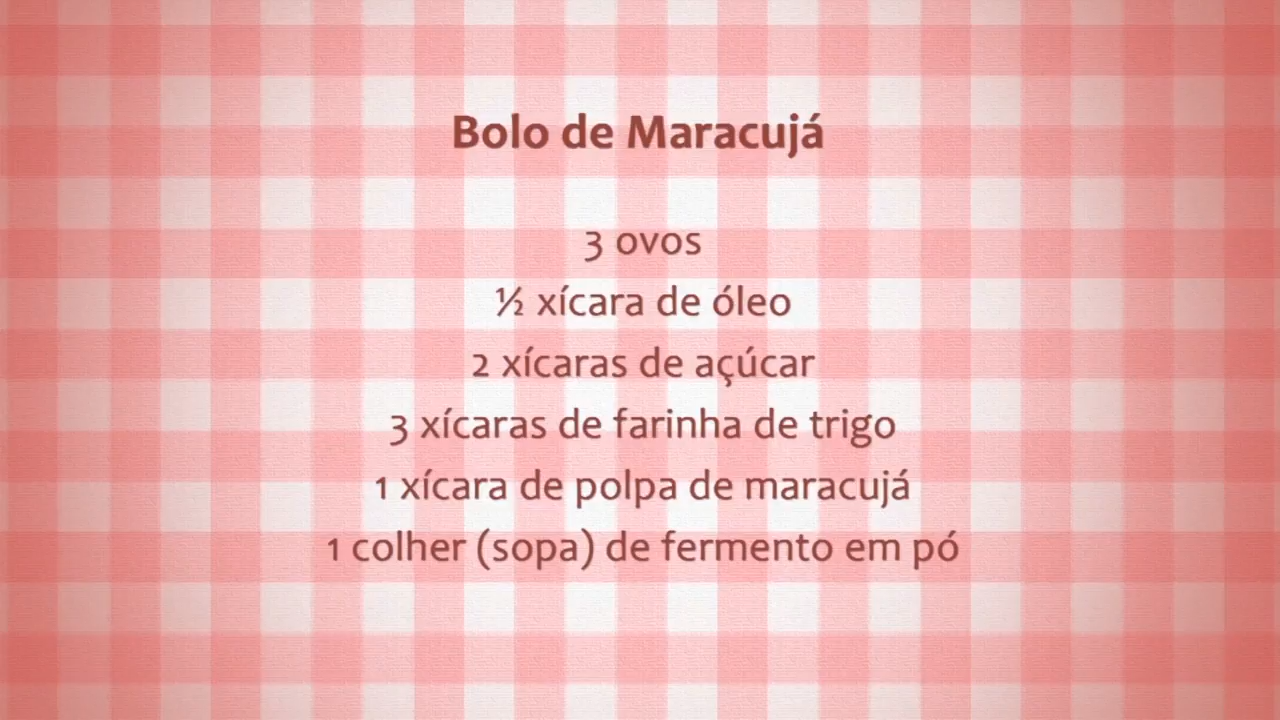 Bolo de Maracujá
3 ovos
½ xícara de óleo
2 xícaras de açúcar
3 xícaras de farinha de trigo
1 xícara de polpa de maracujá
1 colher (sopa) de fermento em pó